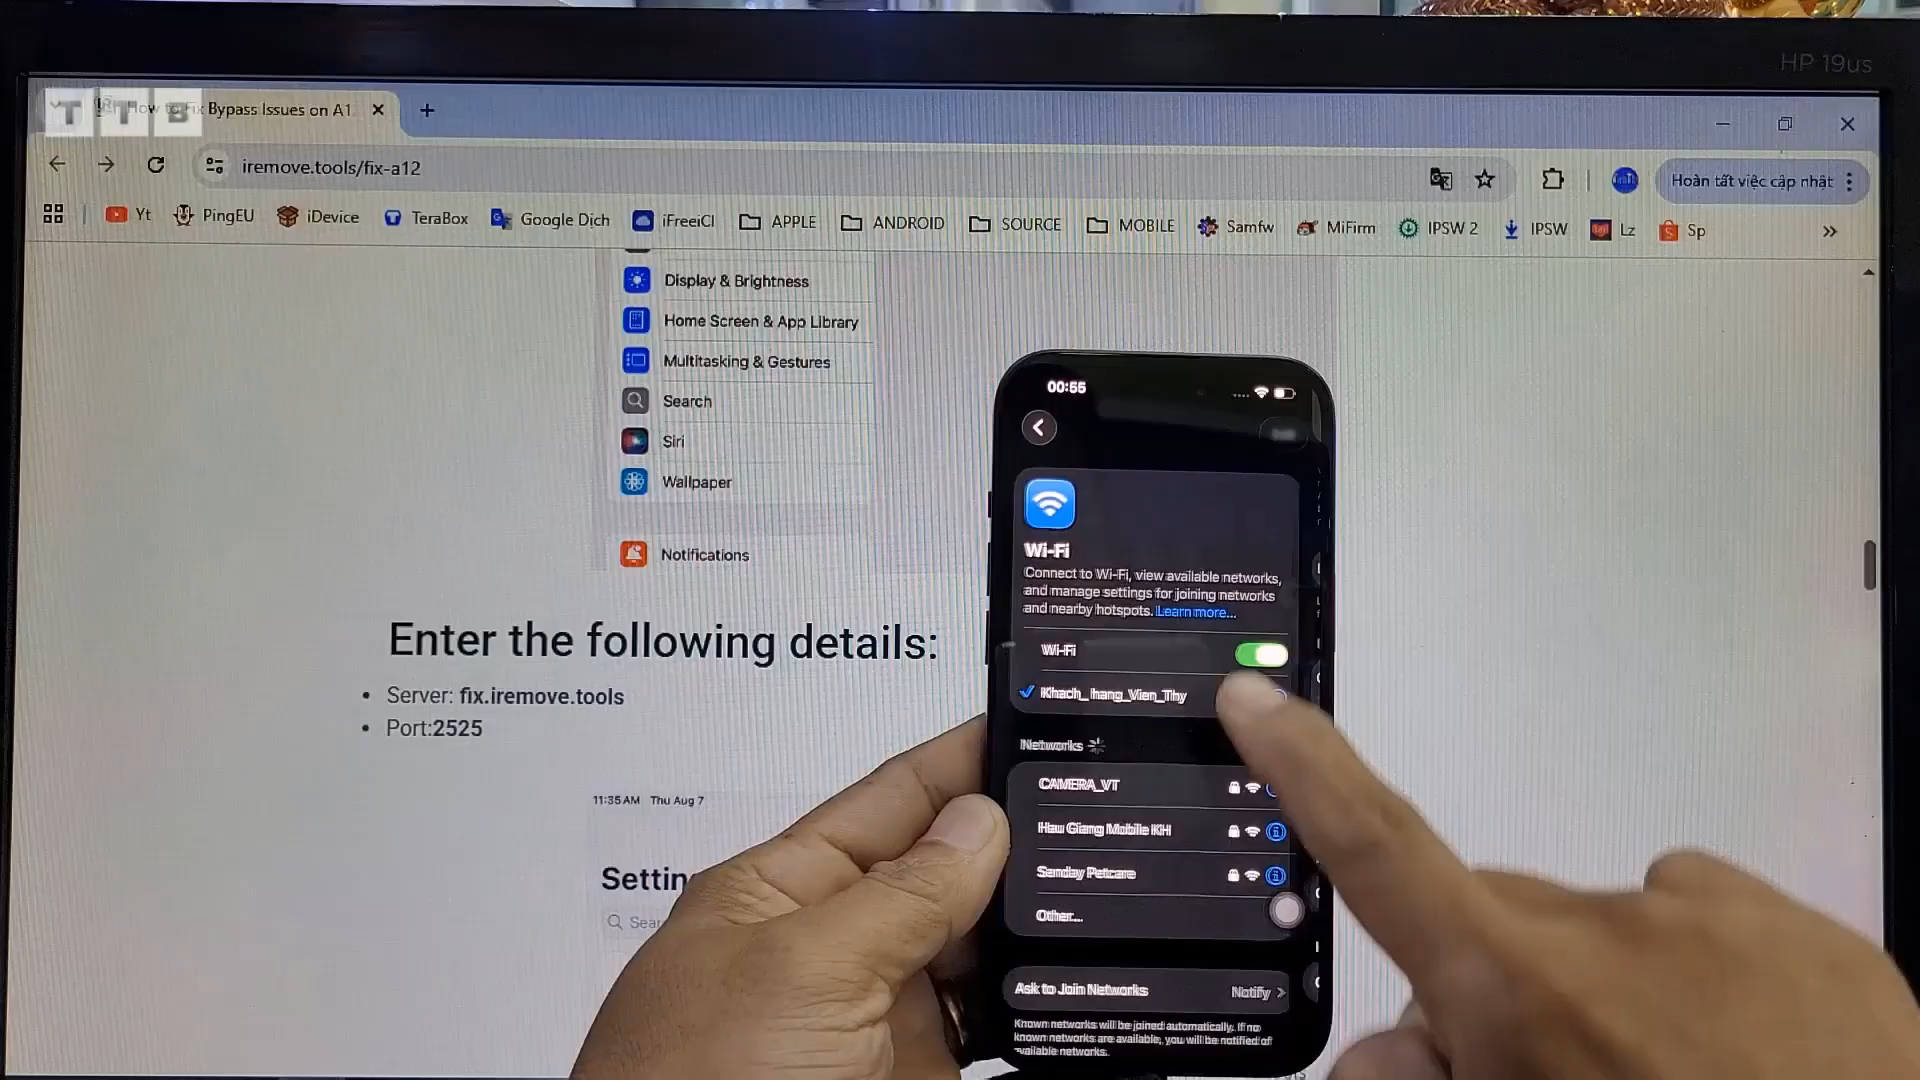 HP 19us
T T B
How to Fix Bypass Issues on A1
iremove.tools/fix-a12
Hoàn tất việc cập nhật
Yt
PingEU
iDevice
TeraBox
Google Dịch
iFreeiCl
APPLE
ANDROID
SOURCE
MOBILE
Samfw
MiFirm
IPSW 2
IPSW
Lz
Sp
Display & Brightness
Home Screen & App Library
Multitasking & Gestures
Search
Siri
Wallpaper
Notifications
Enter the following details:
Server: fix.iremove.tools
Port:2525
11:35 AM Thu Aug 7
Settin
Sear
00:55
Wi-Fi
Connect to Wi-Fi, view available networks,
and manage settings for joining networks
and nearby hotspots. Learn more...
Wi-Fi
Khach_hang_Vien_Thy
Networks
CAMERA_VT
Hau Giang Mobile KH
Senday Petcare
Other...
Ask to Join Networks
Notify
Known networks will be joined automatically. If no
known networks are available, you will be notified of
available networks.